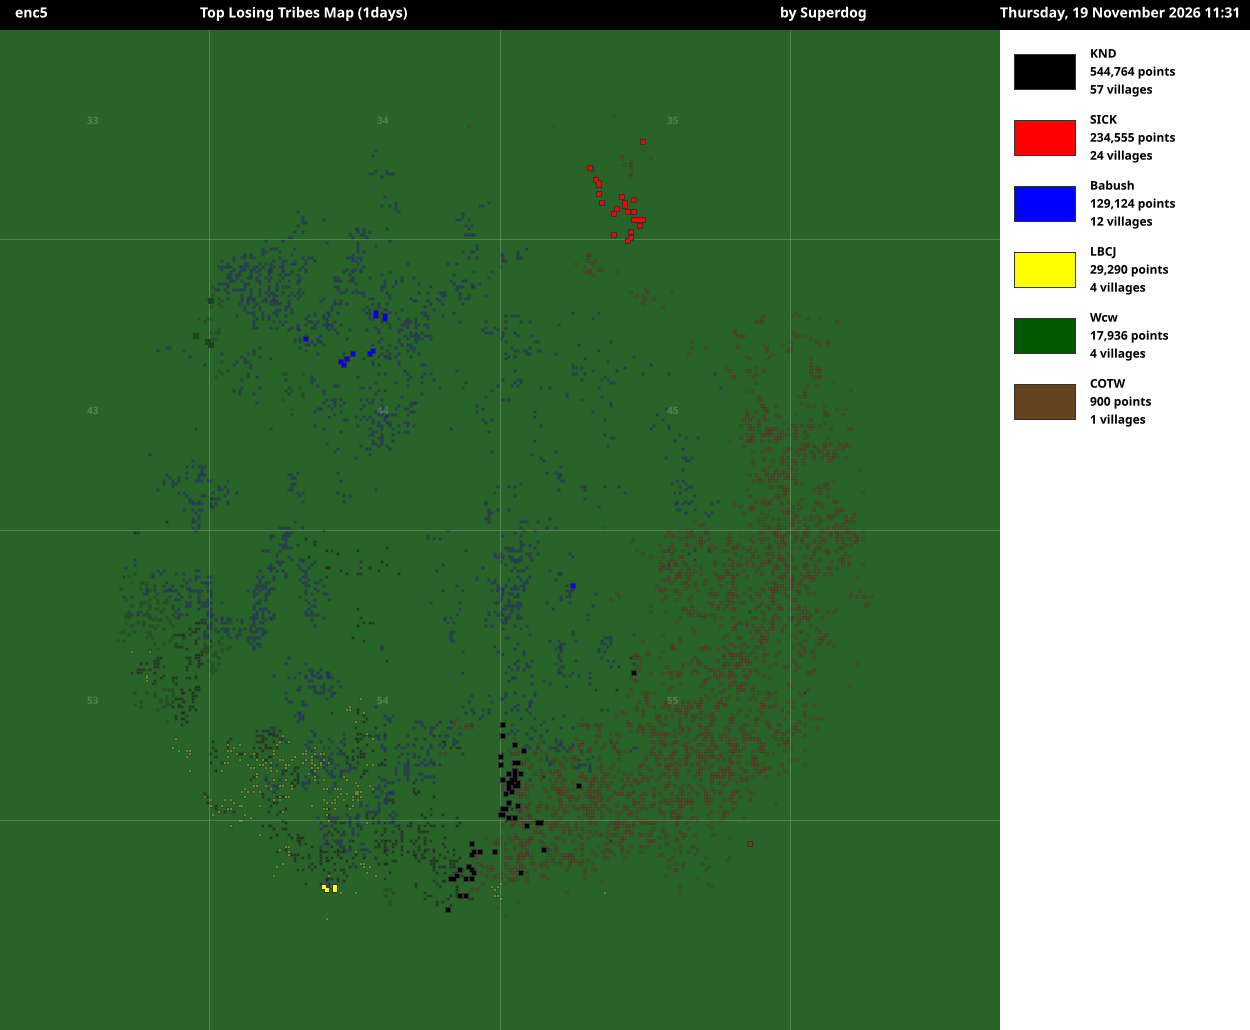 enc5 Top Losing Tribes Map (1days) by Superdog Thursday, 19 November 2026 11:31
KND
544,764 points
57 villages
SICK
234,555 points
24 villages
Babush
129,124 points
12 villages
LBCJ
29,290 points
4 villages
Wcw
17,936 points
4 villages
COTW
900 points
1 villages
33 34 35
43 44 45
53 54 55